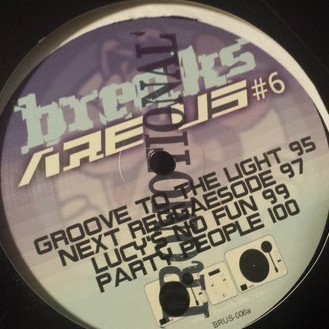 breaks
ARE US #6
PROMOTIONAL
GROOVE TO THE LIGHT 95
NEXT REGGAESODE 97
LUCY'S NO FUN 99
PARTY PEOPLE 100
BRUS-006a